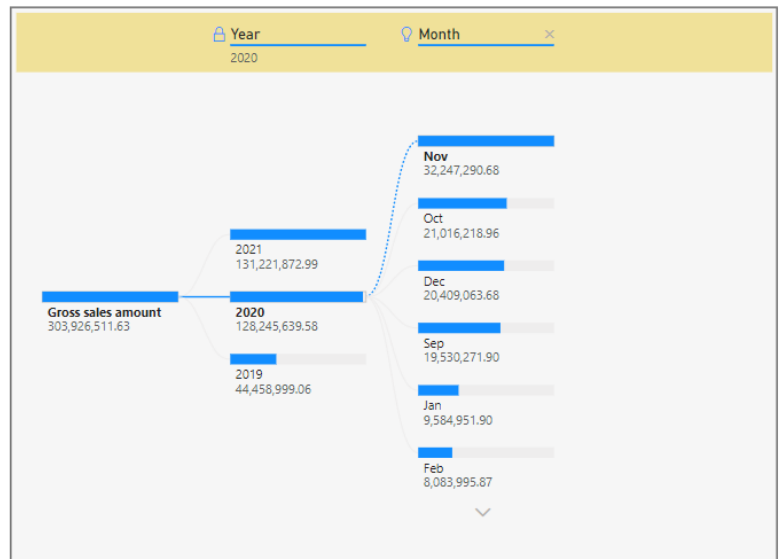 Year
2020
Month
Nov
32,247,290.68
Oct
21,016,218.96
2021
131,221,872.99
Dec
20,409,063.68
Gross sales amount
303,926,511.63
2020
128,245,639.58
Sep
19,530,271.90
2019
44,458,999.06
Jan
9,584,951.90
Feb
8,083,995.87